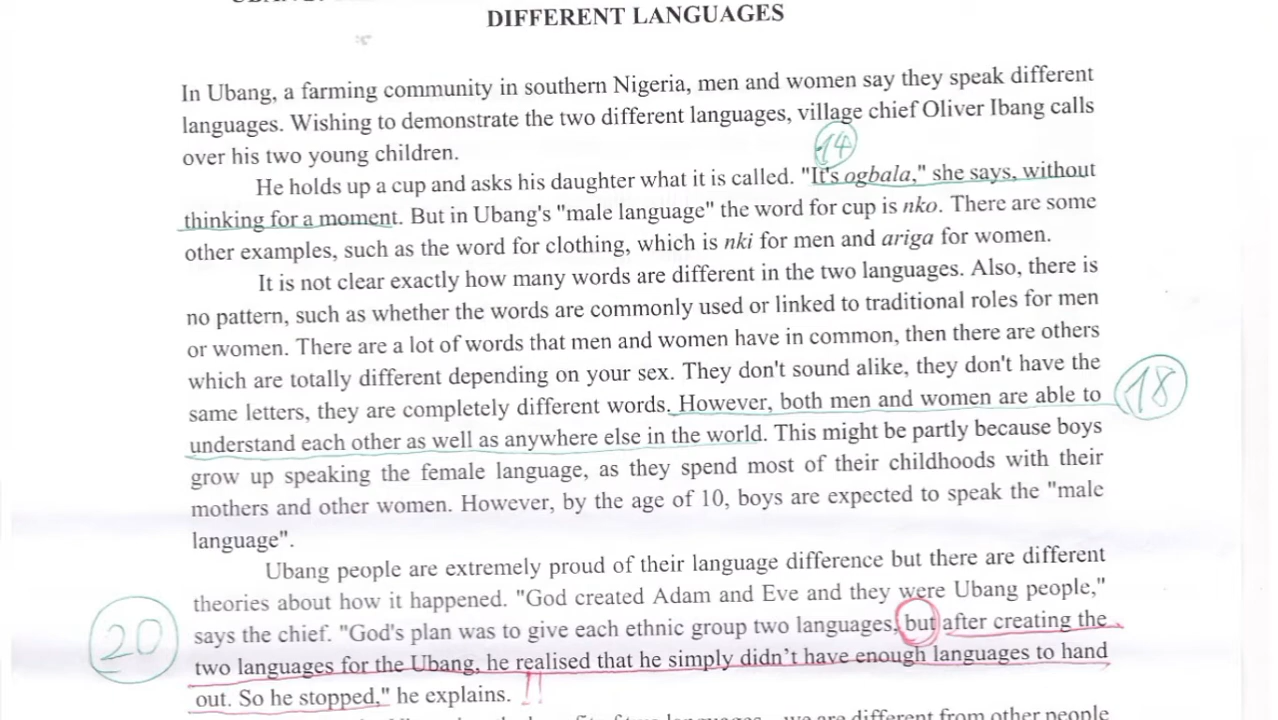 DIFFERENT LANGUAGES
In Ubang, a farming community in southern Nigeria, men and women say they speak different
languages. Wishing to demonstrate the two different languages, village chief Oliver Ibang calls
over his two young children.
14
He holds up a cup and asks his daughter what it is called. "It's ogbala," she says, without
thinking for a moment. But in Ubang's "male language" the word for cup is nko. There are some
other examples, such as the word for clothing, which is nki for men and ariga for women.
It is not clear exactly how many words are different in the two languages. Also, there is
no pattern, such as whether the words are commonly used or linked to traditional roles for men
or women. There are a lot of words that men and women have in common, then there are others
which are totally different depending on your sex. They don't sound alike, they don't have the
same letters, they are completely different words. However, both men and women are able to
18
understand each other as well as anywhere else in the world. This might be partly because boys
grow up speaking the female language, as they spend most of their childhoods with their
mothers and other women. However, by the age of 10, boys are expected to speak the "male
language".
Ubang people are extremely proud of their language difference but there are different
theories about how it happened. "God created Adam and Eve and they were Ubang people,"
20
says the chief. "God's plan was to give each ethnic group two languages, but after creating the
two languages for the Ubang, he realised that he simply didn't have enough languages to hand
out. So he stopped," he explains. !!
we are different from other people